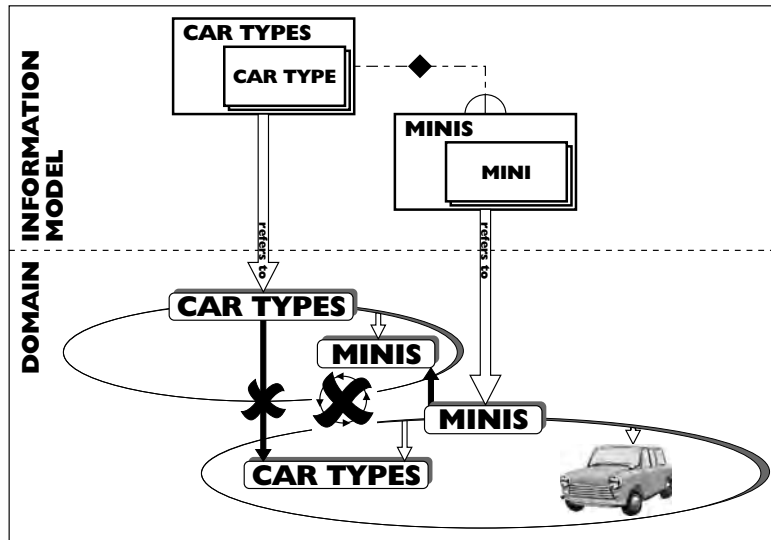 CAR TYPES
CAR TYPE
MINIS
MINI
INFORMATION
MODEL
refers to
refers to
DOMAIN
CAR TYPES
MINIS
MINIS
CAR TYPES